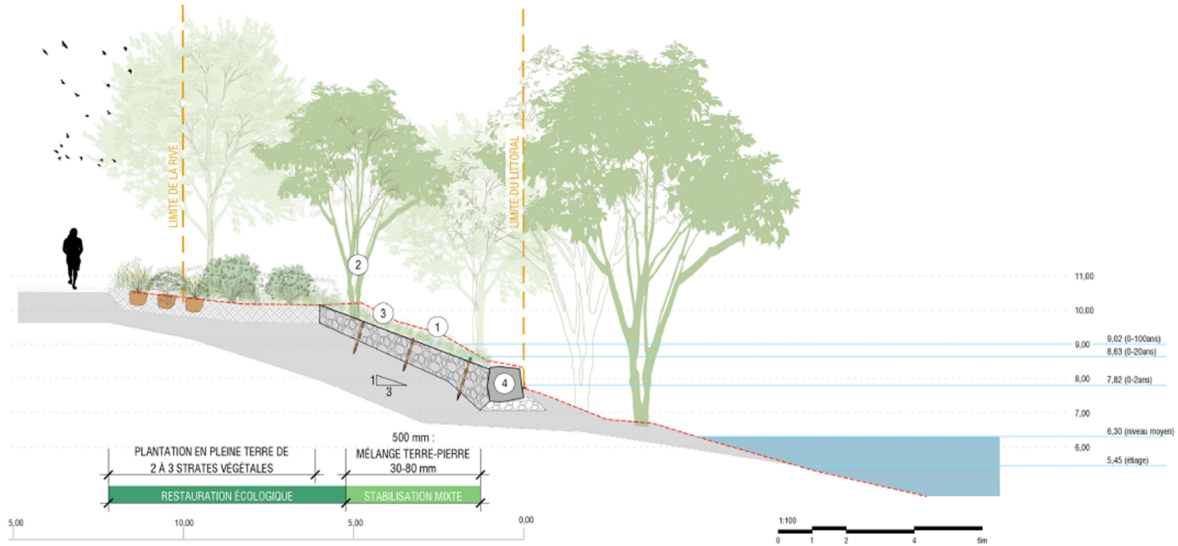 LIMITE DE LA RIVE
LIMITE DU LITTORAL
2
3
1
4
1
3
11,00
10,00
9,00
9,02 (0-100ans)
8,63 (0-20ans)
8,00
7,82 (0-2ans)
7,00
6,30 (niveau moyen)
6,00
5,45 (étiage)
PLANTATION EN PLEINE TERRE DE
2 À 3 STRATES VÉGÉTALES
500 mm :
MÉLANGE TERRE-PIERRE
30-80 mm
RESTAURATION ÉCOLOGIQUE
STABILISATION MIXTE
5,00
10,00
5,00
0,00
1:100
0 1 2 4 6m